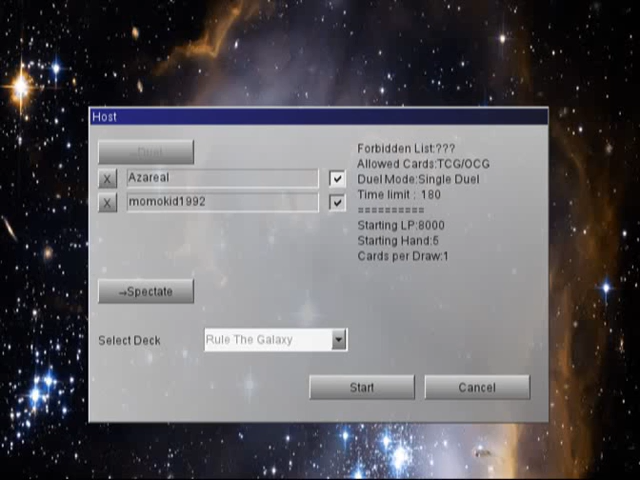 Host
Azareal
momokid1992
→Spectate
Select Deck
Rule The Galaxy
Forbidden List:???
Allowed Cards:TCG/OCG
Duel Mode:Single Duel
Time limit : 180
==========
Starting LP:8000
Starting Hand:5
Cards per Draw:1
Start
Cancel